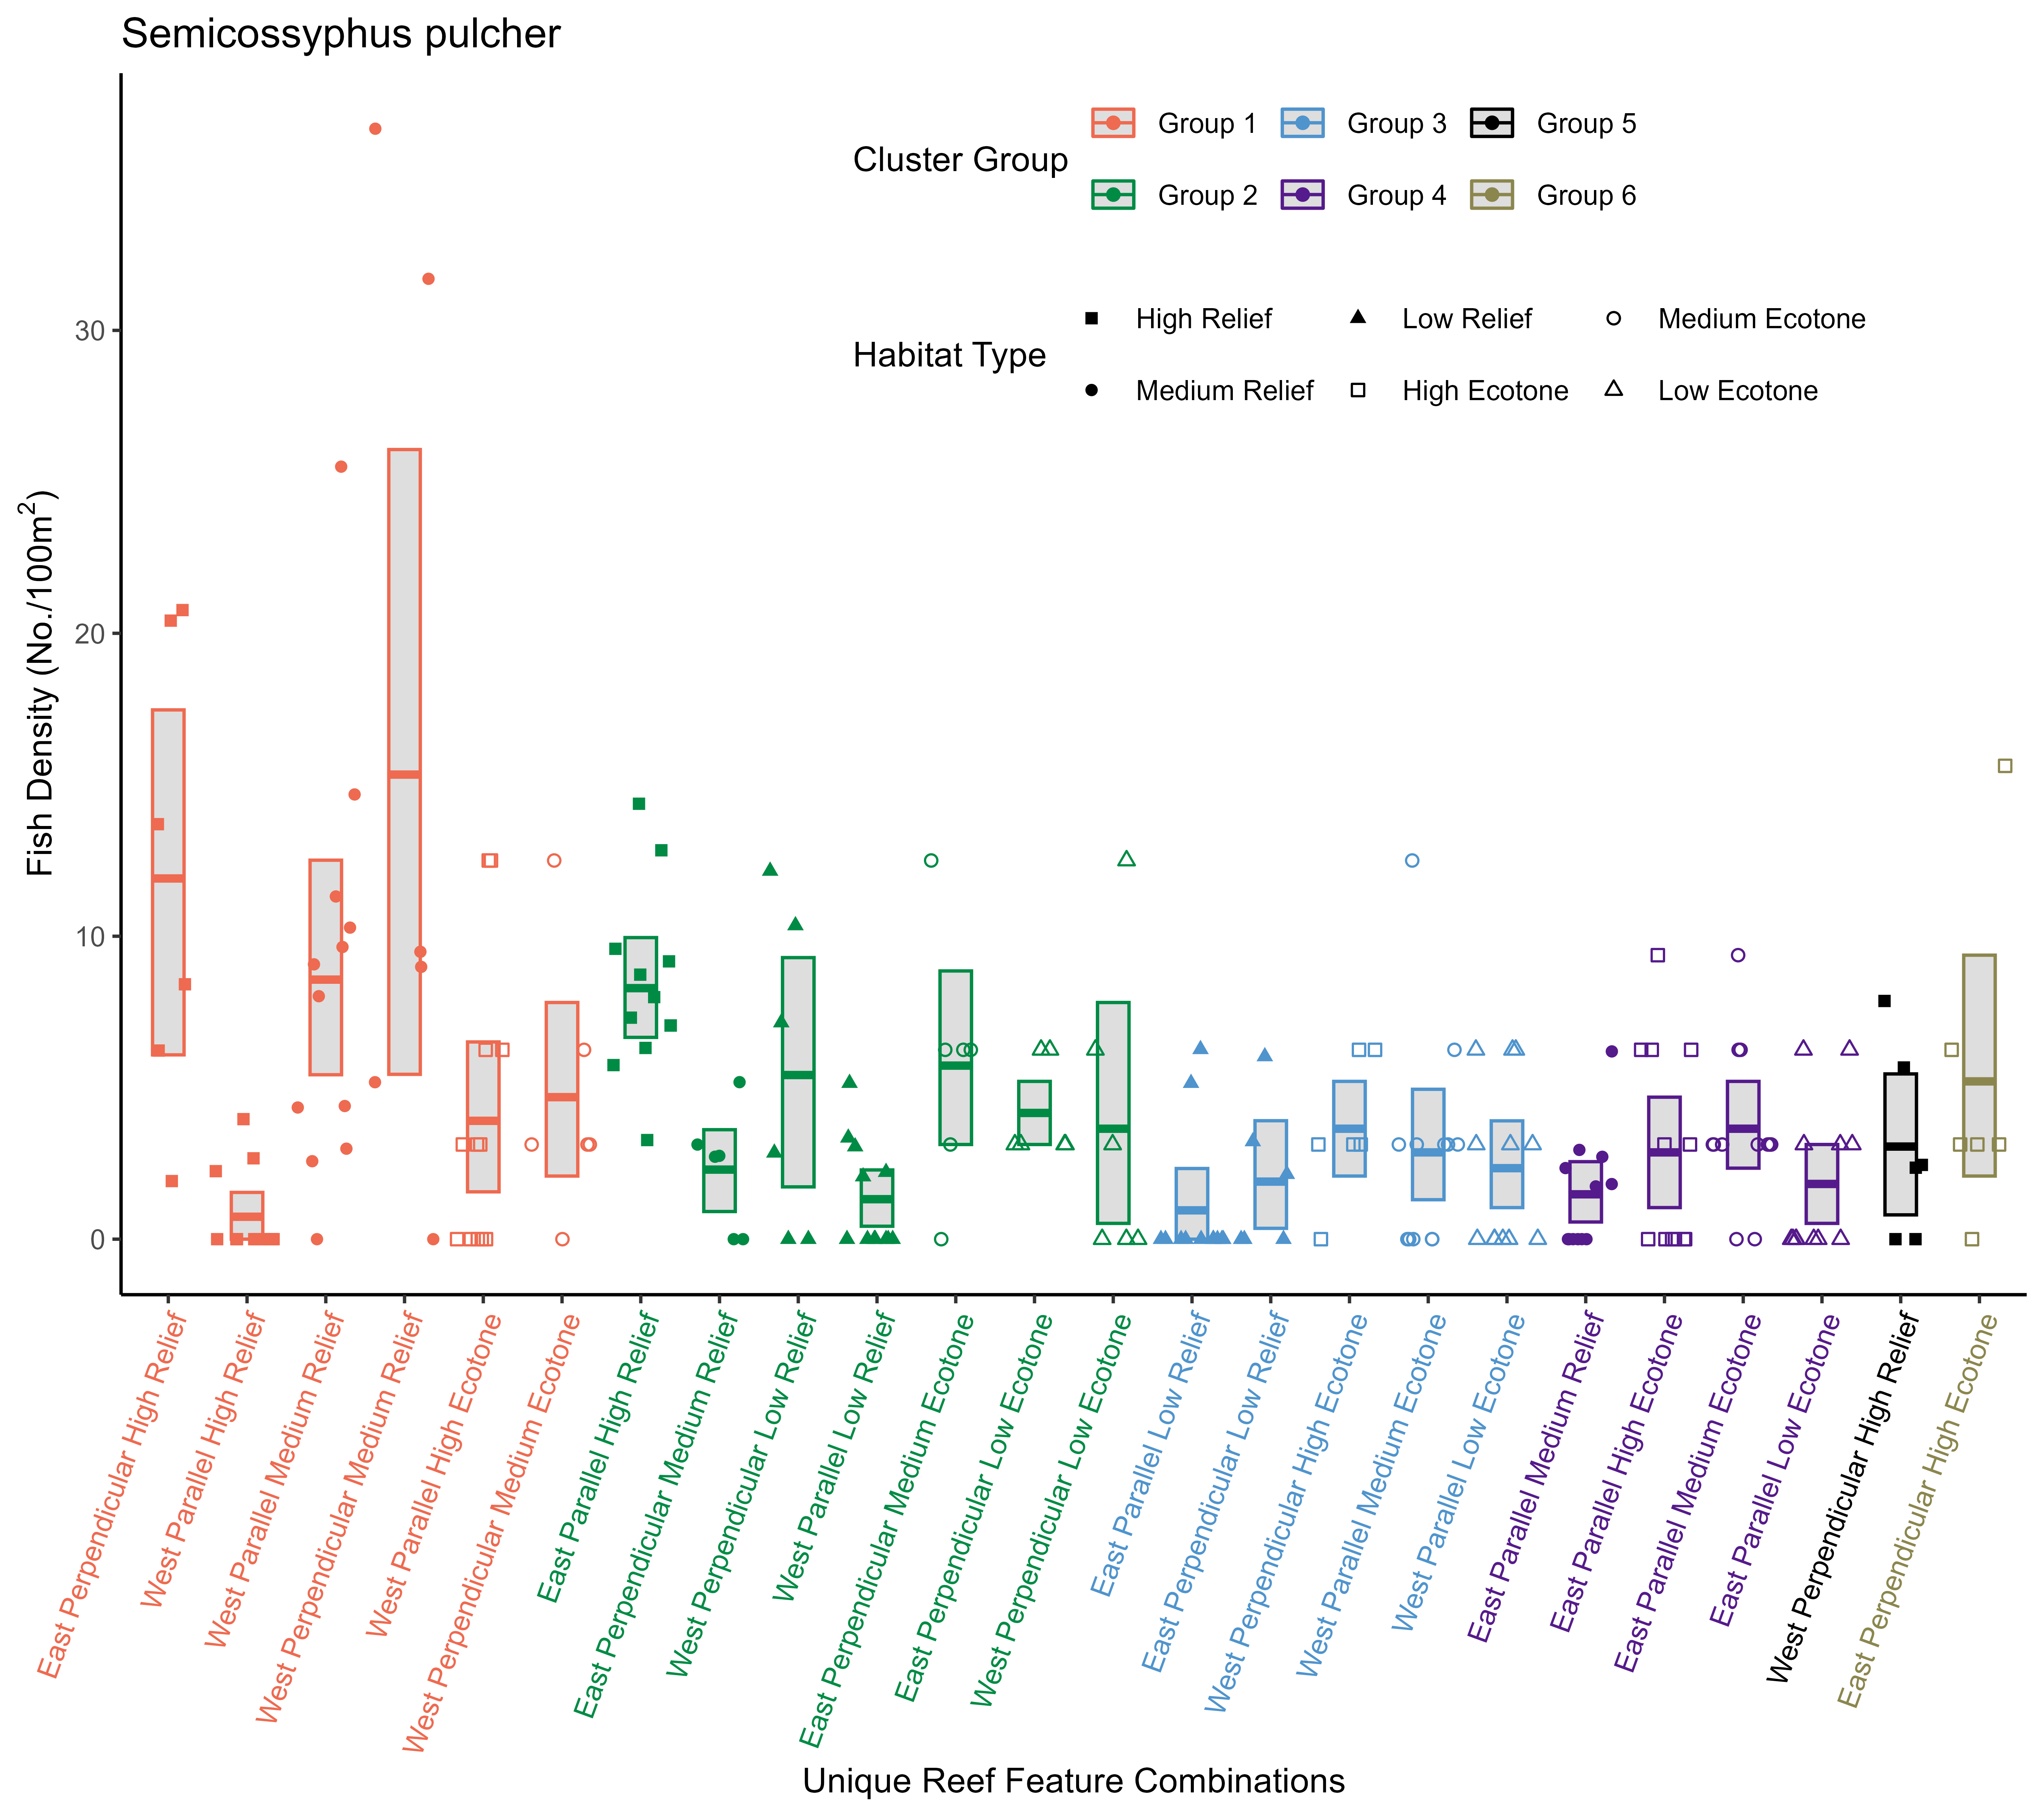 Semicossyphus pulcher
Cluster Group
Group 1
Group 3
Group 5
Group 2
Group 4
Group 6
Habitat Type
High Relief
Low Relief
Medium Ecotone
Medium Relief
High Ecotone
Low Ecotone
Fish Density (No./100m²)
30
20
10
0
East Perpendicular High Relief
West Parallel High Relief
West Parallel Medium Relief
West Perpendicular Medium Relief
West Parallel High Ecotone
West Perpendicular Medium Ecotone
East Parallel High Relief
East Perpendicular Medium Relief
West Perpendicular Low Relief
West Parallel Low Relief
East Perpendicular Medium Ecotone
East Perpendicular Low Ecotone
West Perpendicular Low Ecotone
East Parallel Low Relief
East Perpendicular Low Relief
West Perpendicular High Ecotone
West Parallel Medium Ecotone
West Parallel Low Ecotone
East Parallel Medium Relief
East Parallel High Ecotone
East Parallel Medium Ecotone
East Parallel Low Ecotone
West Perpendicular High Relief
East Perpendicular High Ecotone
Unique Reef Feature Combinations